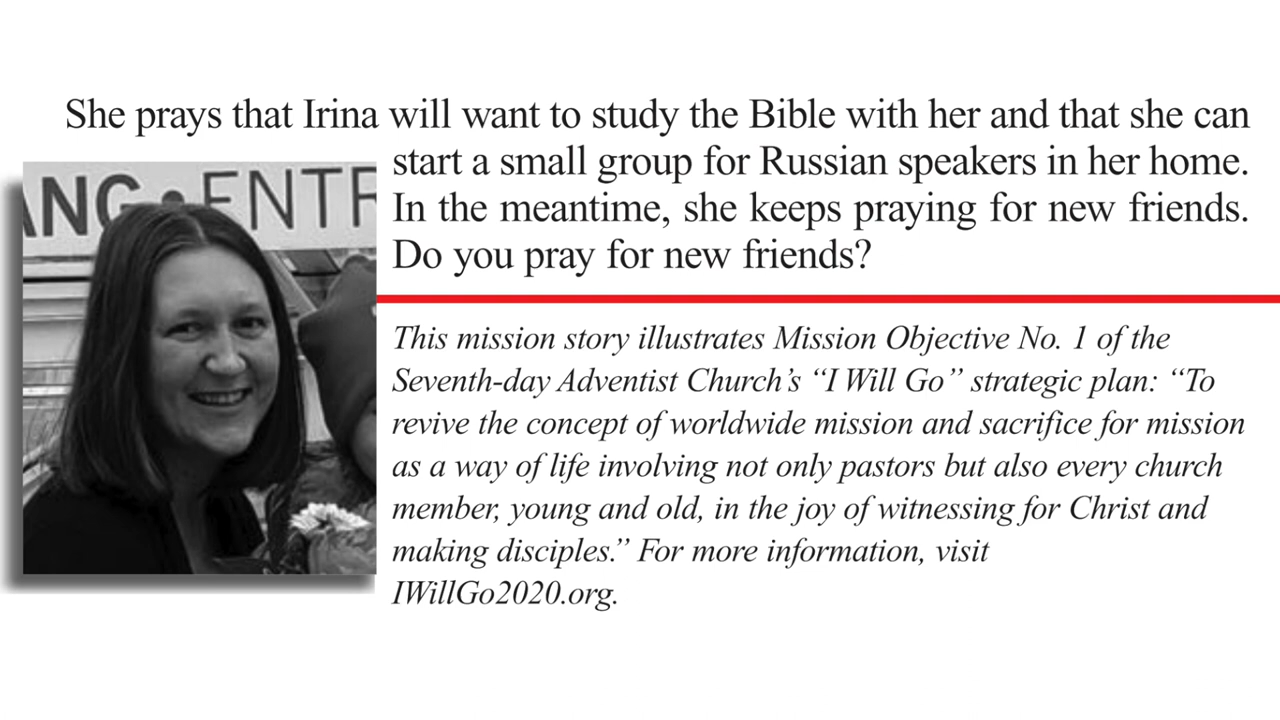 She prays that Irina will want to study the Bible with her and that she can
start a small group for Russian speakers in her home.
In the meantime, she keeps praying for new friends.
Do you pray for new friends?
ANG • ENTR
This mission story illustrates Mission Objective No. 1 of the
Seventh-day Adventist Church’s “I Will Go” strategic plan: “To
revive the concept of worldwide mission and sacrifice for mission
as a way of life involving not only pastors but also every church
member, young and old, in the joy of witnessing for Christ and
making disciples.” For more information, visit
IWillGo2020.org.